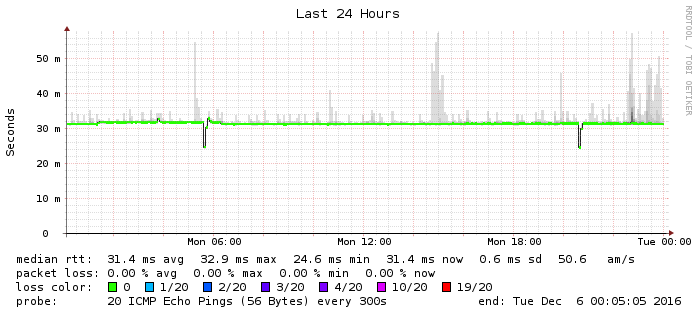 Last 24 Hours
RRDTOOL / TOBI OETIKER
Seconds
50 m
40 m
30 m
20 m
10 m
0
Mon 06:00 Mon 12:00 Mon 18:00 Tue 00:00
median rtt: 31.4 ms avg 32.9 ms max 24.6 ms min 31.4 ms now 0.6 ms sd 50.6 am/s
packet loss: 0.00 % avg 0.00 % max 0.00 % min 0.00 % now
loss color: 0 1/20 2/20 3/20 4/20 10/20 19/20
probe: 20 ICMP Echo Pings (56 Bytes) every 300s end: Tue Dec 6 00:05:05 2016